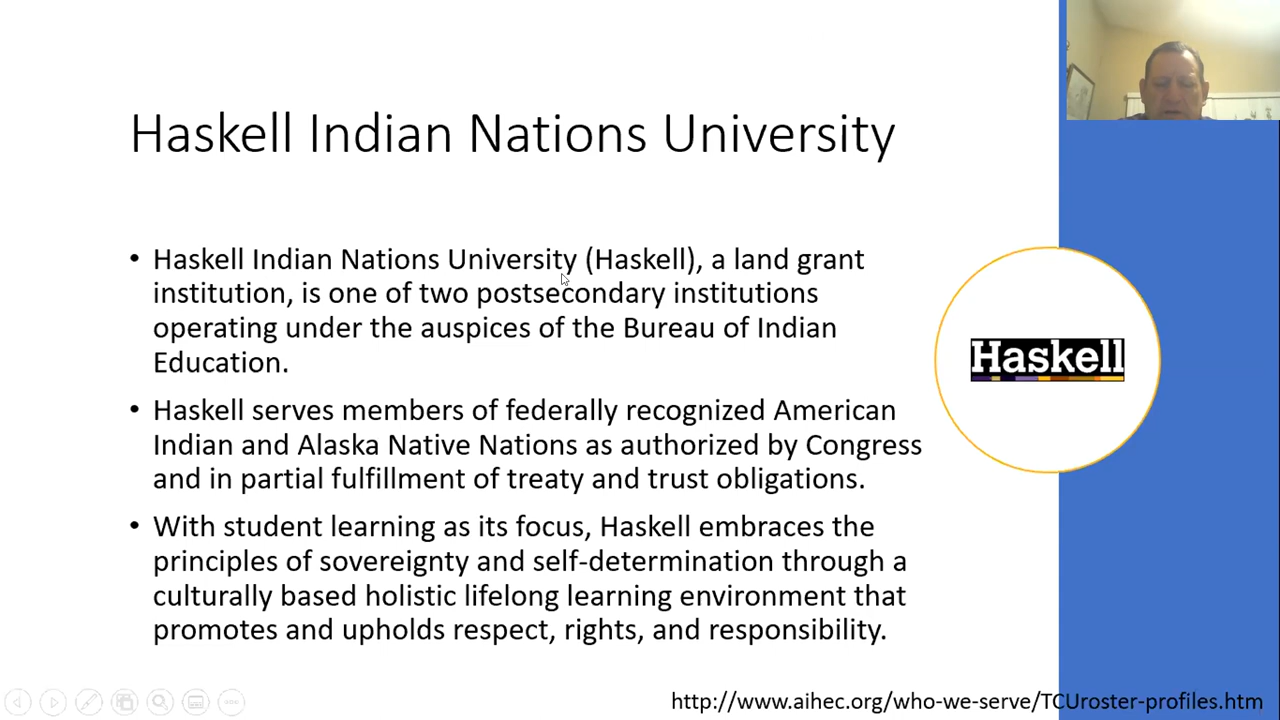 Haskell Indian Nations University
• Haskell Indian Nations University (Haskell), a land grant
institution, is one of two postsecondary institutions
operating under the auspices of the Bureau of Indian
Education.
• Haskell serves members of federally recognized American
Indian and Alaska Native Nations as authorized by Congress
and in partial fulfillment of treaty and trust obligations.
• With student learning as its focus, Haskell embraces the
principles of sovereignty and self-determination through a
culturally based holistic lifelong learning environment that
promotes and upholds respect, rights, and responsibility.
Haskell
http://www.aihec.org/who-we-serve/TCUroster-profiles.htm